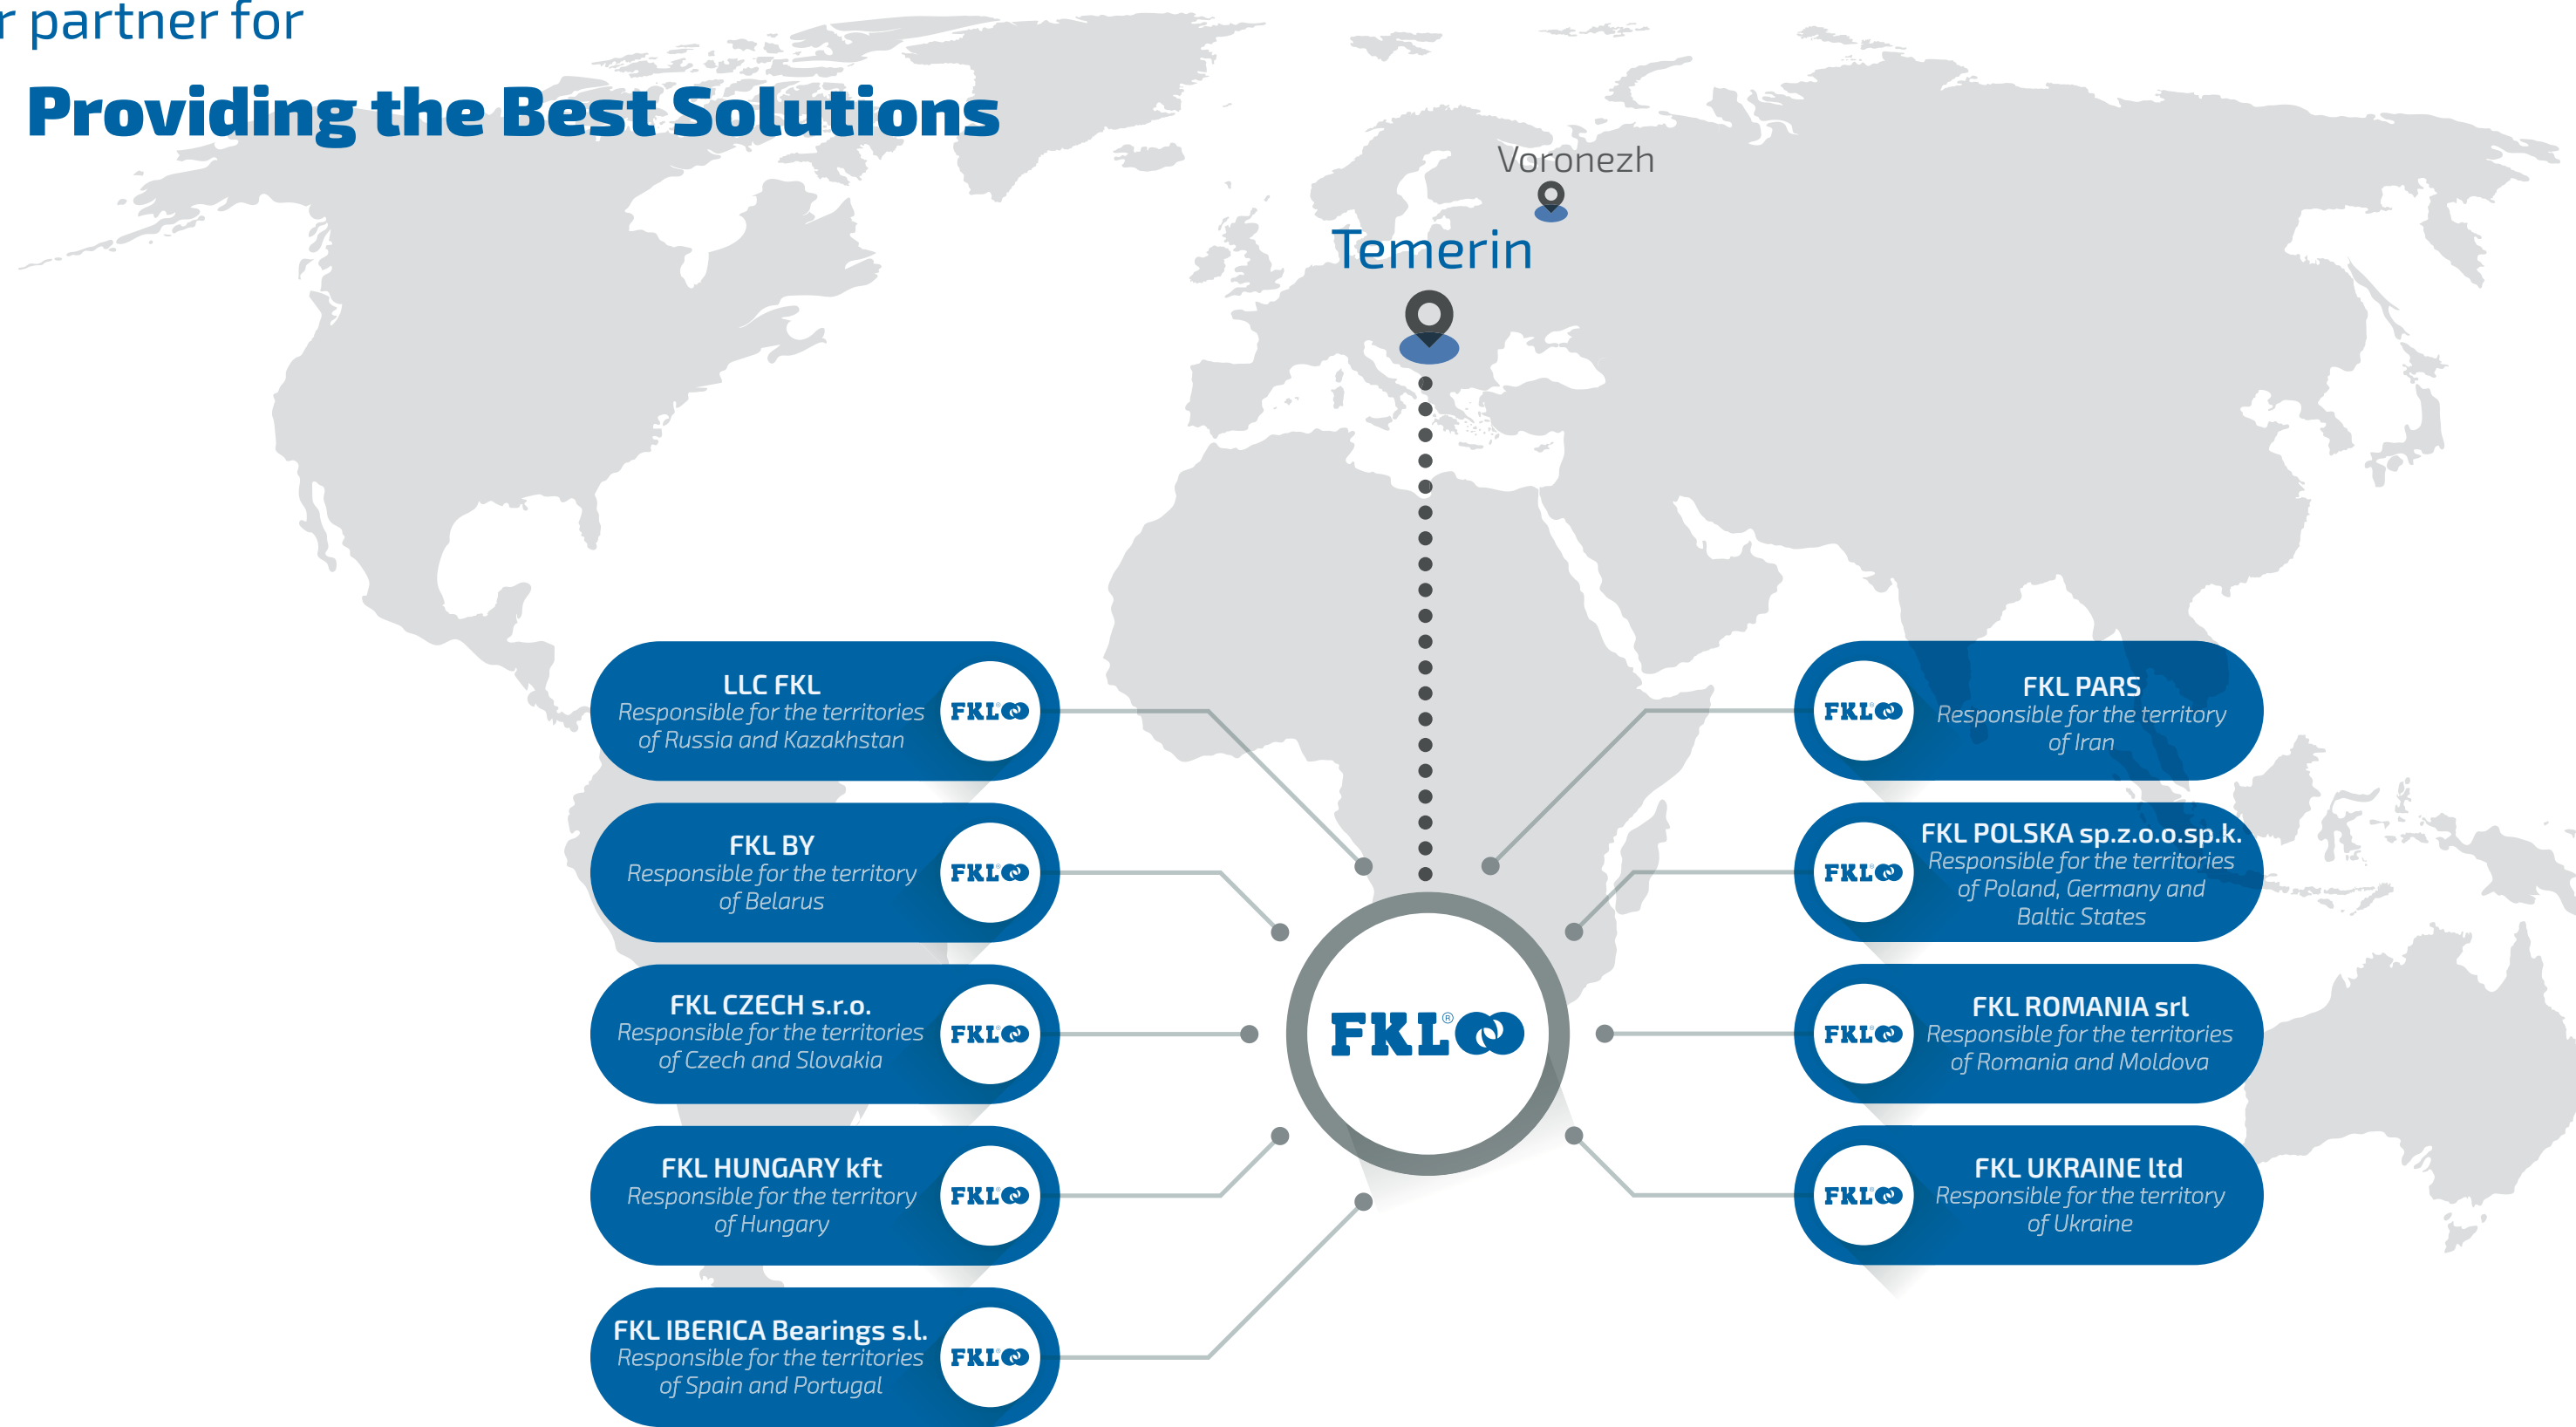 r partner for
Providing the Best Solutions
Voronezh
Temerin
LLC FKL
Responsible for the territories
of Russia and Kazakhstan
FKL
FKL BY
Responsible for the territory
of Belarus
FKL
FKL CZECH s.r.o.
Responsible for the territories
of Czech and Slovakia
FKL
FKL HUNGARY kft
Responsible for the territory
of Hungary
FKL
FKL IBERICA Bearings s.l.
Responsible for the territories
of Spain and Portugal
FKL
FKL®
FKL
FKL PARS
Responsible for the territory
of Iran
FKL
FKL POLSKA sp.z.o.o.sp.k.
Responsible for the territories
of Poland, Germany and
Baltic States
FKL
FKL ROMANIA srl
Responsible for the territories
of Romania and Moldova
FKL
FKL UKRAINE ltd
Responsible for the territory
of Ukraine